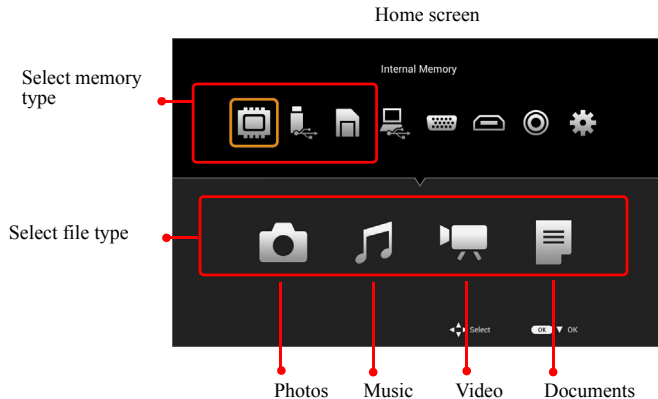 Home screen
Internal Memory
Select memory
type
Select file type
Select
OK
OK
Photos
Music
Video
Documents